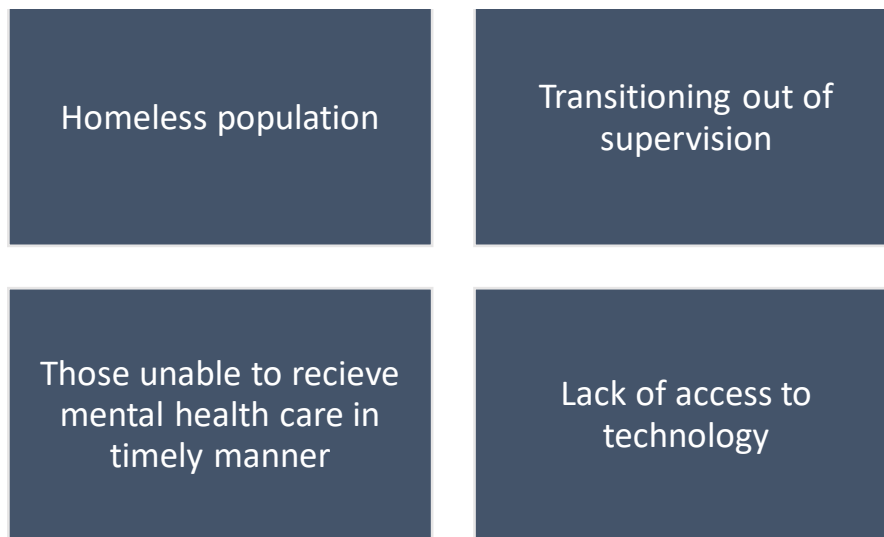 Homeless population
Transitioning out of
supervision
Those unable to recieve
mental health care in
timely manner
Lack of access to
technology